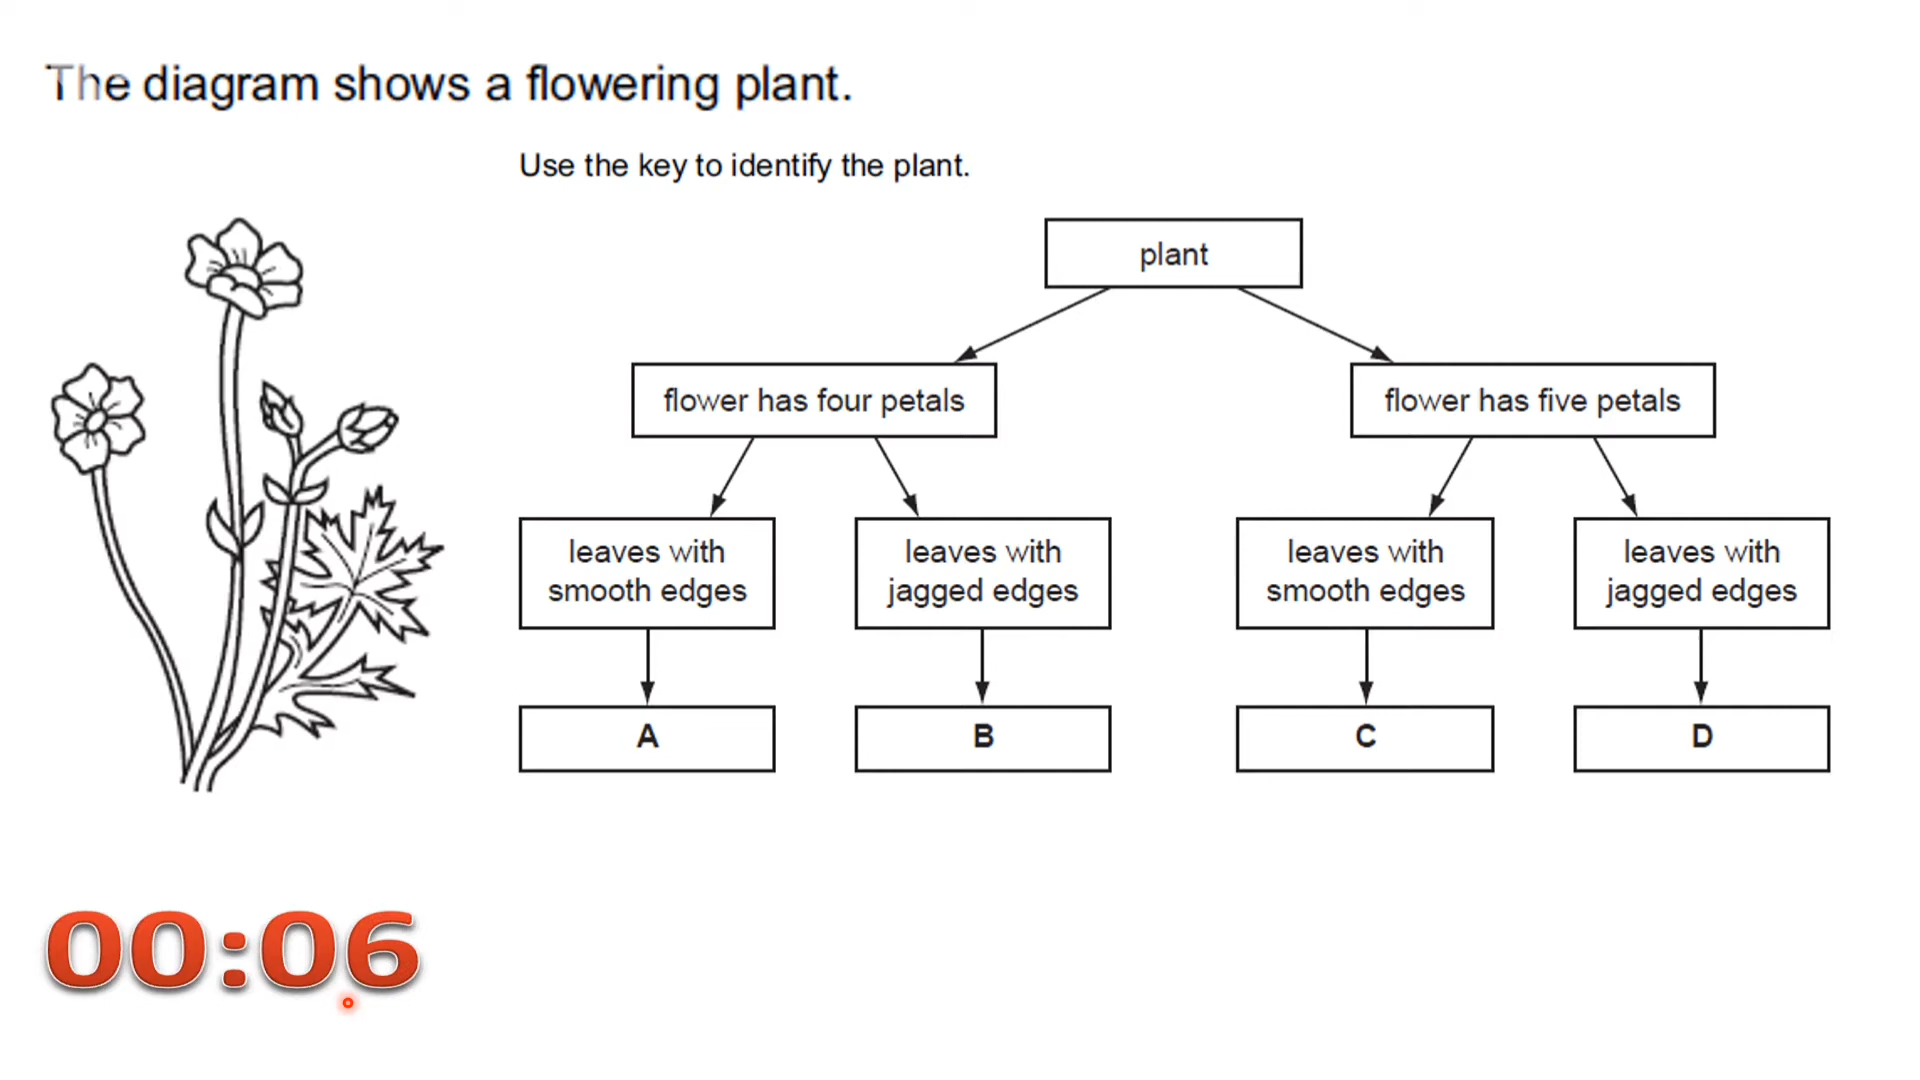 The diagram shows a flowering plant.
Use the key to identify the plant.
plant
flower has four petals
flower has five petals
leaves with
smooth edges
leaves with
jagged edges
leaves with
smooth edges
leaves with
jagged edges
A
B
C
D
00:06